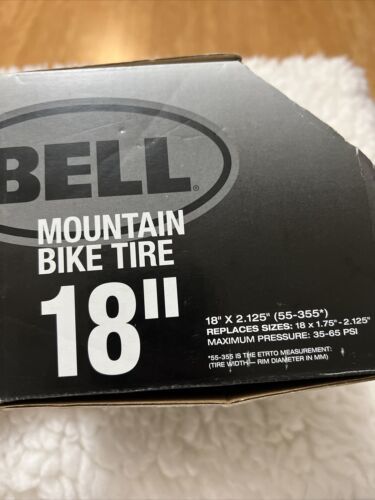 BELL®
MOUNTAIN
BIKE TIRE
18"
18" X 2.125" (55-355*)
REPLACES SIZES: 18 x 1.75" - 2.125"
MAXIMUM PRESSURE: 35-65 PSI
*55-355 IS THE ETRTO MEASUREMENT:
(TIRE WIDTH — RIM DIAMETER IN MM)